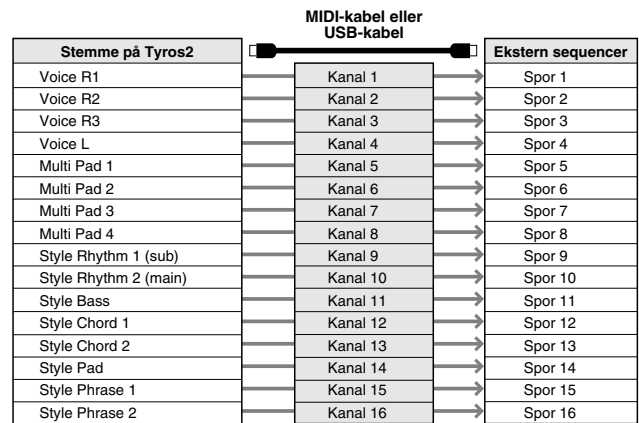 MIDI-kabel eller
USB-kabel
Stemme på Tyros2 Ekstern sequencer
Voice R1 Kanal 1 Spor 1
Voice R2 Kanal 2 Spor 2
Voice R3 Kanal 3 Spor 3
Voice L Kanal 4 Spor 4
Multi Pad 1 Kanal 5 Spor 5
Multi Pad 2 Kanal 6 Spor 6
Multi Pad 3 Kanal 7 Spor 7
Multi Pad 4 Kanal 8 Spor 8
Style Rhythm 1 (sub) Kanal 9 Spor 9
Style Rhythm 2 (main) Kanal 10 Spor 10
Style Bass Kanal 11 Spor 11
Style Chord 1 Kanal 12 Spor 12
Style Chord 2 Kanal 13 Spor 13
Style Pad Kanal 14 Spor 14
Style Phrase 1 Kanal 15 Spor 15
Style Phrase 2 Kanal 16 Spor 16